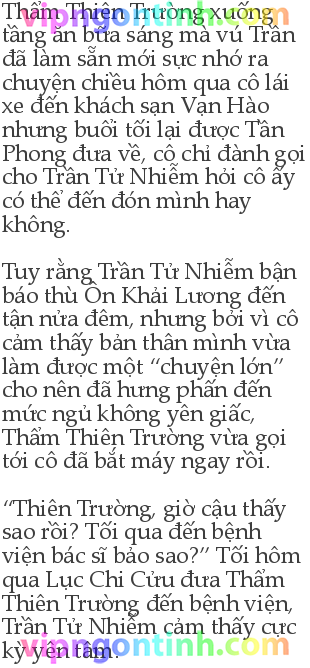 Thẩm Thiên Trường xuống
tầng ăn bữa sáng mà vú Trần
đã làm sẵn mới sực nhớ ra
chuyện chiều hôm qua cô lái
xe đến khách sạn Vạn Hào
nhưng buổi tối lại được Tần
Phong đưa về, cô chỉ đành gọi
cho Trần Tử Nhiễm hỏi cô ấy
có thể đến đón mình hay
không.

Tuy rằng Trần Tử Nhiễm bận
báo thù Ôn Khải Lương đến
tận nửa đêm, nhưng bởi vì cô
cảm thấy bản thân mình vừa
làm được một “chuyện lớn”
cho nên đã hưng phấn đến
mức ngủ không yên giấc,
Thẩm Thiên Trường vừa gọi
tới cô đã bắt máy ngay rồi.

“Thiên Trường, giờ cậu thấy
sao rồi? Tối qua đến bệnh
viện bác sĩ bảo sao?” Tối hôm
qua Lục Chi Cửu đưa Thẩm
Thiên Trường đến bệnh viện,
Trần Tử Nhiễm cảm thấy cực
kỳ yên tâm.
vipngontinh.com
vipngontinh.com